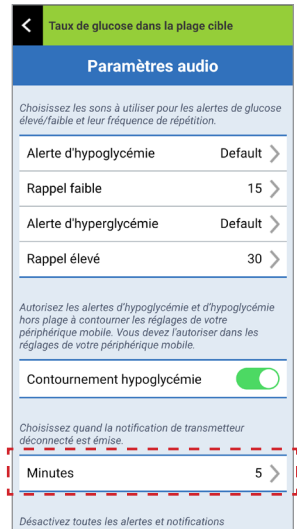 Taux de glucose dans la plage cible
Paramètres audio
Choisissez les sons à utiliser pour les alertes de glucose
élevé/faible et leur fréquence de répétition.
Alerte d'hypoglycémie Default
Rappel faible 15
Alerte d'hyperglycémie Default
Rappel élevé 30
Autorisez les alertes d'hypoglycémie et d'hypoglycémie
hors plage à contourner les réglages de votre
périphérique mobile. Vous devez l'autoriser dans les
réglages de votre périphérique mobile.
Contournement hypoglycémie
Choisissez quand la notification de transmetteur
déconnecté est émise.
Minutes 5
Désactivez toutes les alertes et notifications